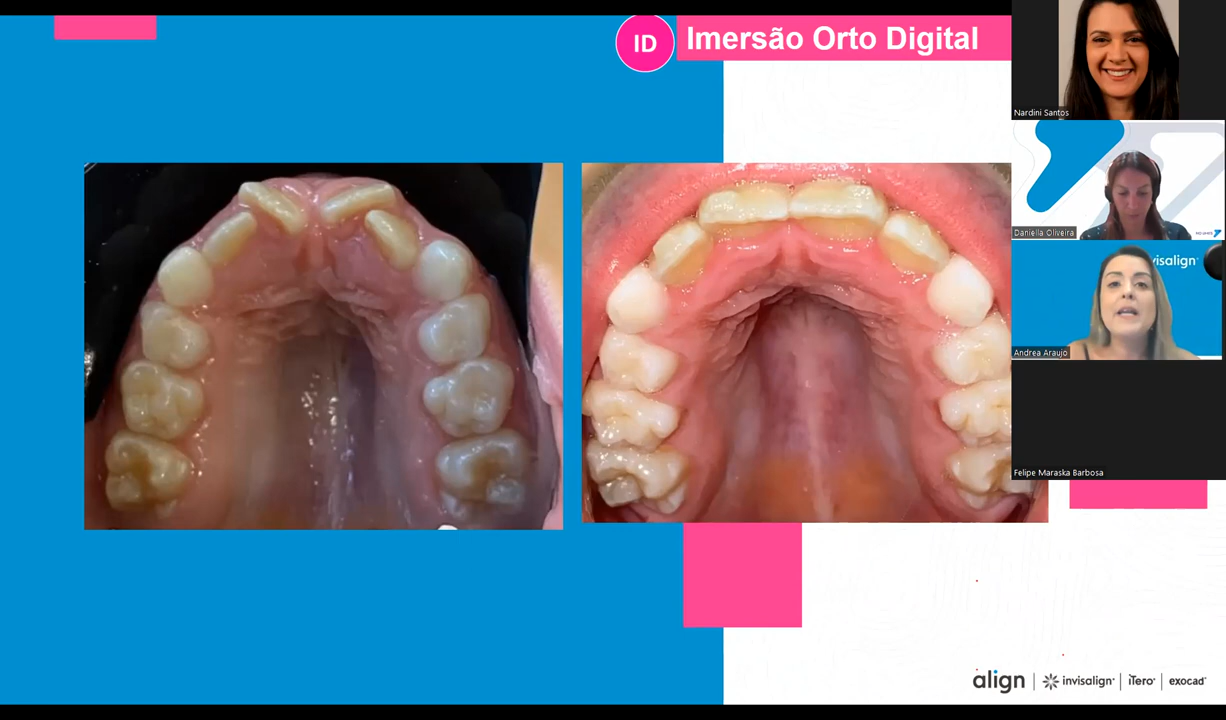 ID
Imersão Orto Digital
Nardini Santos
Daniella Oliveira
invisalign
Andrea Araujo
Felipe Maraska Barbosa
align | invisalign | iTero | exocad